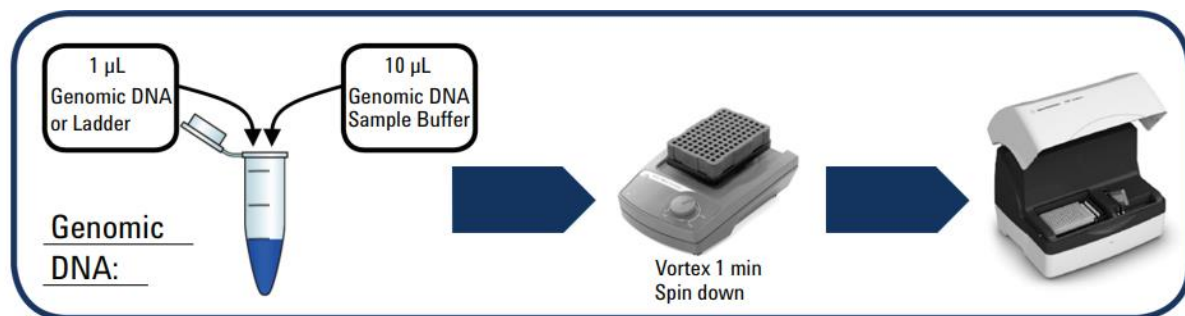 1 µL
Genomic DNA
or Ladder
10 µL
Genomic DNA
Sample Buffer
Genomic
DNA:
Vortex 1 min
Spin down